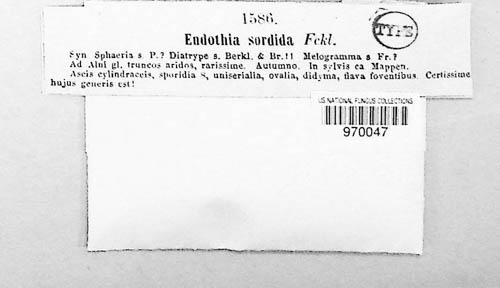 1586.
Endothia sordida Fckl.
TYPE
Syn Sphaeria s. P.? Diatrype s. Berkl. & Br.!! Melogramma s Fr.?
Ad Alni gl. truncos aridos, rarissime. Autumno. In sylvis ca Mappen.
Ascis cylindraceis, sporidia 8, uniserialia, ovalia, didyma, flava foventibus. Certissime
hujus generis est!
US NATIONAL FUNGUS COLLECTIONS
970047